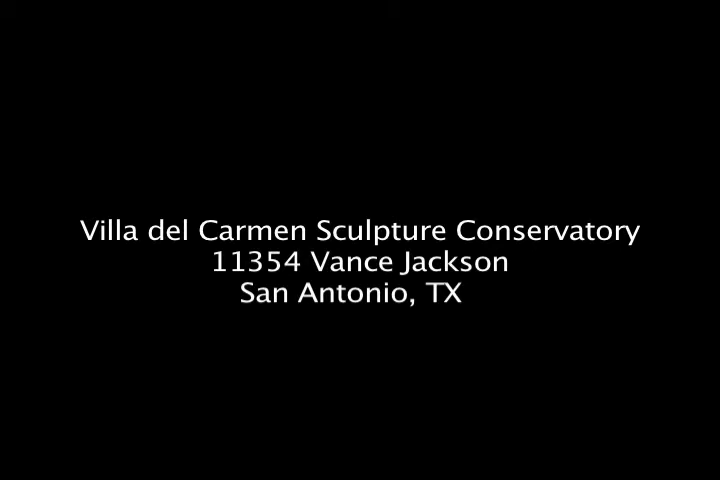 Villa del Carmen Sculpture Conservatory
11354 Vance Jackson
San Antonio, TX